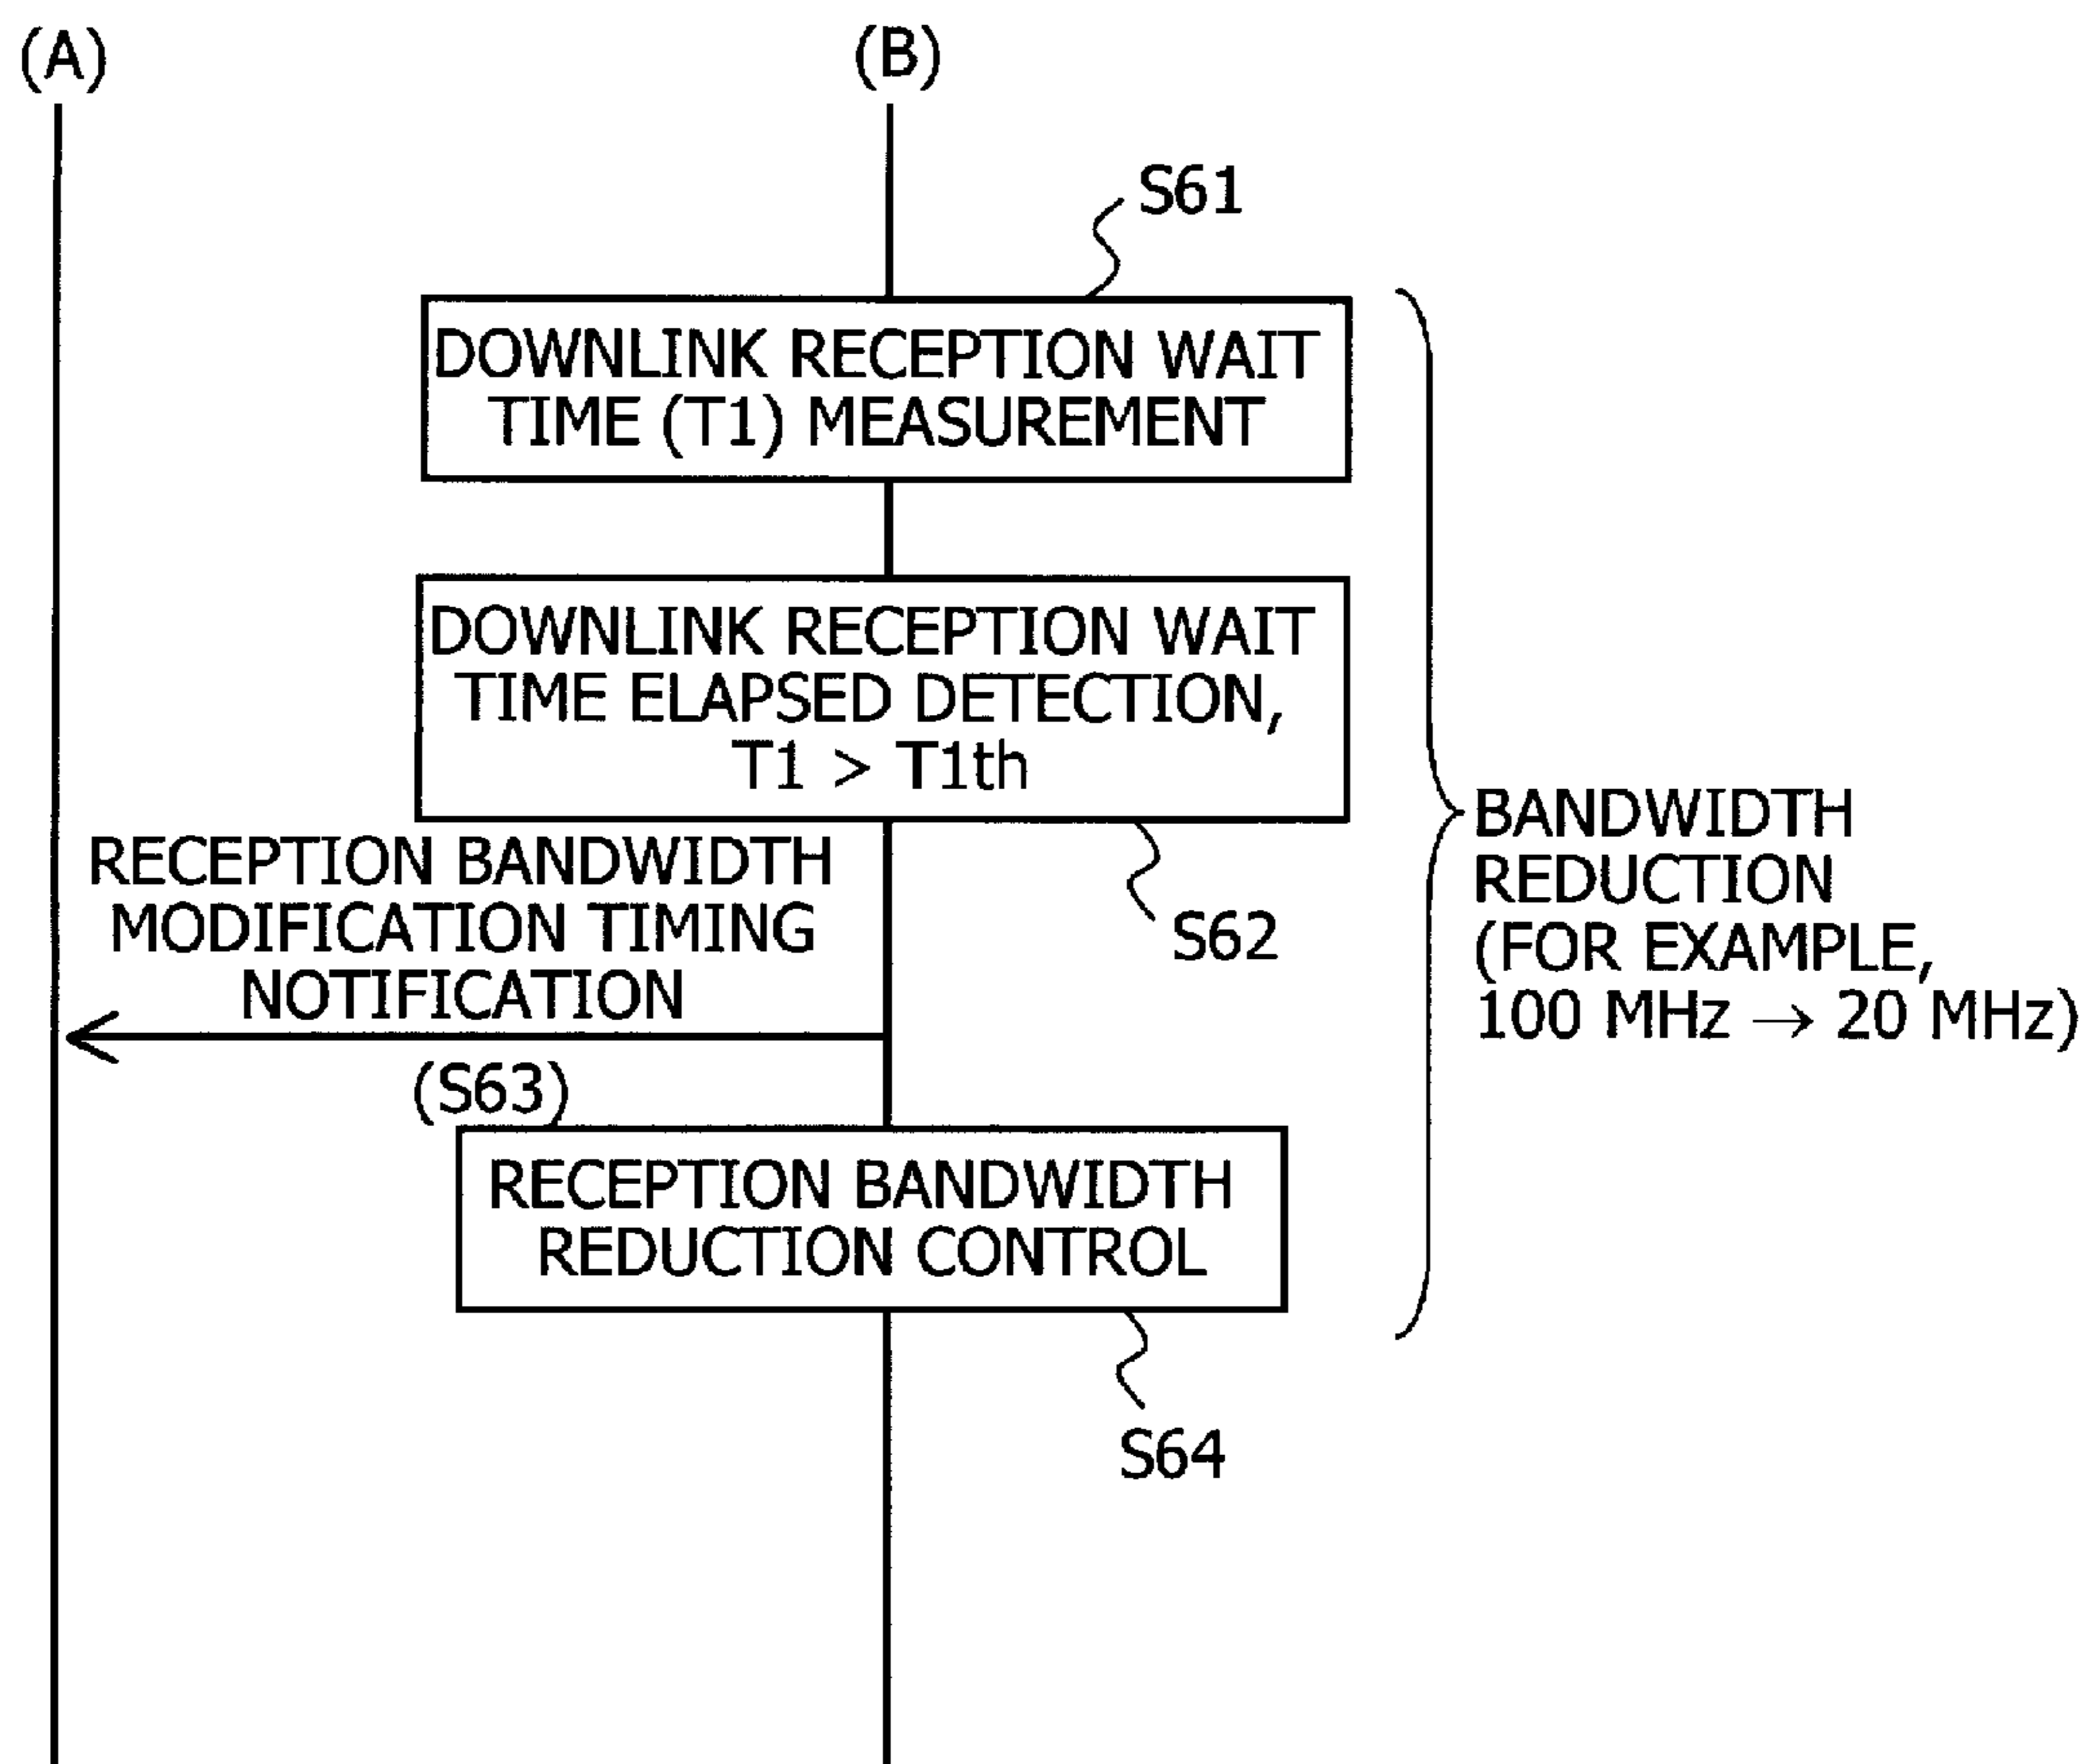 (A)
(B)
S61
DOWNLINK RECEPTION WAIT
TIME (T1) MEASUREMENT
DOWNLINK RECEPTION WAIT
TIME ELAPSED DETECTION,
T1 > T1th
S62
RECEPTION BANDWIDTH
MODIFICATION TIMING
NOTIFICATION
(S63)
RECEPTION BANDWIDTH
REDUCTION CONTROL
S64
BANDWIDTH
REDUCTION
(FOR EXAMPLE,
100 MHz → 20 MHz)